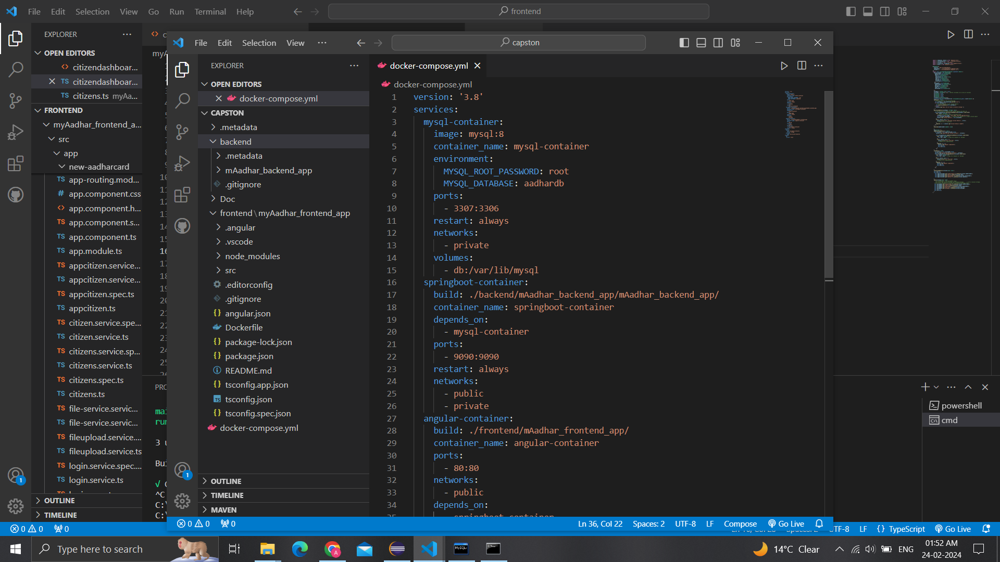 File Edit Selection View Go Run Terminal Help
frontend
EXPLORER
OPEN EDITORS
citizendashboar...
citizendashboar...
TS citizens.ts myAa...
FRONTEND
myAadhar_frontend_a...
src
app
new-aadharcard
TS app-routing.mod...
# app.component.css
app.component.h...
TS app.component.s...
TS app.component.ts
TS app.module.ts
TS appcitizen.service...
TS appcitizen.service...
TS appcitizen.spec.ts
TS appcitizen.ts
TS citizen.service.spe...
TS citizen.service.ts
TS citizens.service.sp...
TS citizens.service.ts
TS citizens.spec.ts
TS citizens.ts
TS file-service.servic...
TS file-service.servic...
TS fileupload.service....
TS fileupload.service.ts
TS login.service.spec....
TS login.service.ts
OUTLINE
TIMELINE
File Edit Selection View ...
capston
EXPLORER
OPEN EDITORS
docker-compose.yml
CAPSTON
.metadata
backend
.metadata
mAadhar_backend_app
.gitignore
Doc
frontend\myAadhar_frontend_app
.angular
.vscode
node_modules
src
.editorconfig
.gitignore
{} angular.json
Dockerfile
{} package-lock.json
{} package.json
README.md
{} tsconfig.app.json
TS tsconfig.json
{} tsconfig.spec.json
docker-compose.yml
OUTLINE
TIMELINE
MAVEN
docker-compose.yml
docker-compose.yml
1 version: '3.8'
2 services:
3 mysql-container:
4 image: mysql:8
5 container_name: mysql-container
6 environment:
7 MYSQL_ROOT_PASSWORD: root
8 MYSQL_DATABASE: aadhardb
9 ports:
10 - 3307:3306
11 restart: always
12 networks:
13 - private
14 volumes:
15 - db:/var/lib/mysql
16 springboot-container:
17 build: ./backend/mAadhar_backend_app/mAadhar_backend_app/
18 container_name: springboot-container
19 depends_on:
20 - mysql-container
21 ports:
22 - 9090:9090
23 restart: always
24 networks:
25 - public
26 - private
27 angular-container:
28 build: ./frontend/mAadhar_frontend_app/
29 container_name: angular-container
30 ports:
31 - 80:80
32 networks:
33 - public
34 depends_on:
35 - springboot-container
0 0 0 Ln 36, Col 22 Spaces: 2 UTF-8 LF Compose Go Live
powershell
cmd
0 0 0 UTF-8 LF {} TypeScript Go Live
Type here to search
14°C Clear
ENG
01:52 AM
24-02-2024